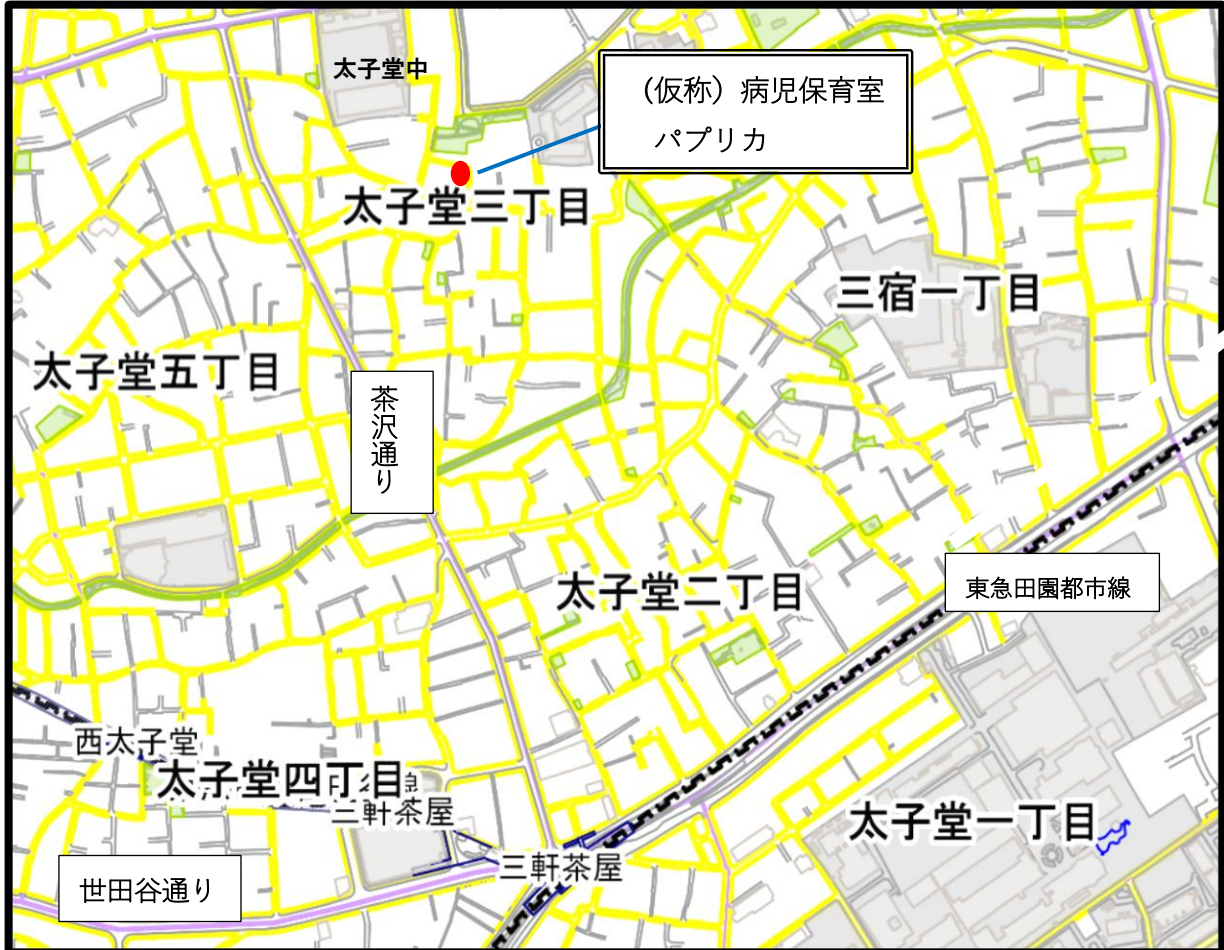 太子堂中
（仮称）病児保育室
パプリカ
太子堂三丁目
三宿一丁目
太子堂五丁目
茶沢通り
太子堂二丁目
東急田園都市線
西太子堂
太子堂四丁目
三軒茶屋
太子堂一丁目
三軒茶屋
世田谷通り